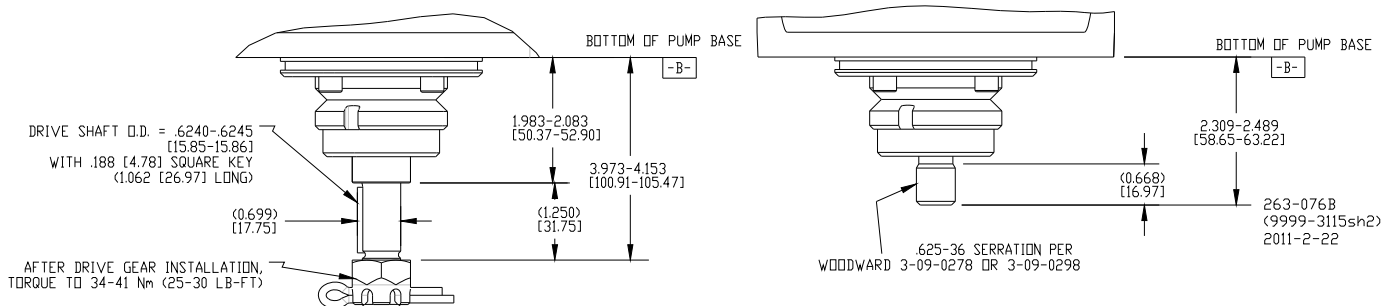 BOTTOM OF PUMP BASE
-B-
DRIVE SHAFT O.D. = .6240-.6245
[15.85-15.86]
WITH .188 [4.78] SQUARE KEY
(1.062 [26.97] LONG)
1.983-2.083
[50.37-52.90]
3.973-4.153
[100.91-105.47]
(0.699)
[17.75]
(1.250)
[31.75]
AFTER DRIVE GEAR INSTALLATION,
TORQUE TO 34-41 Nm (25-30 LB-FT)
BOTTOM OF PUMP BASE
-B-
2.309-2.489
[58.65-63.22]
(0.668)
[16.97]
.625-36 SERRATION PER
WOODWARD 3-09-0278 OR 3-09-0298
263-076B
(9999-3115sh2)
2011-2-22